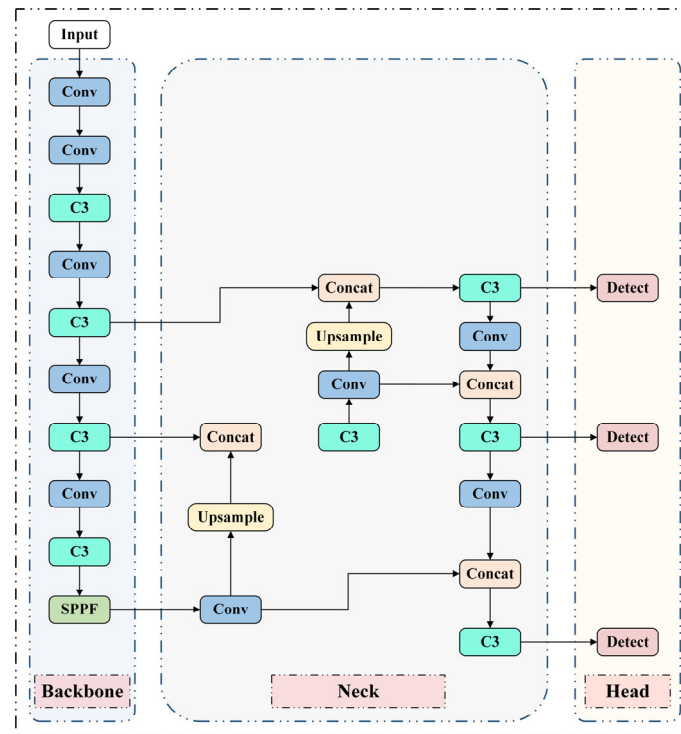 Input
Conv
Conv
C3
Conv
C3
Conv
C3
Conv
C3
SPPF
Backbone
Concat
Upsample
Conv
Concat
Upsample
Conv
C3
C3
Conv
Concat
C3
Conv
Concat
C3
Neck
Detect
Detect
Detect
Head